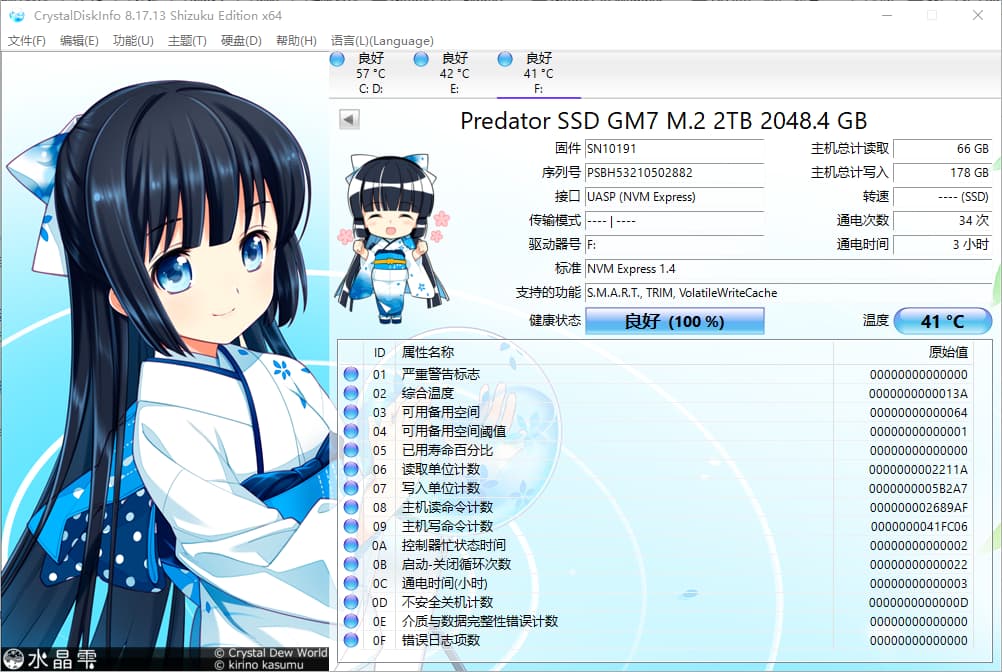 CrystalDiskInfo 8.17.13 Shizuku Edition x64
文件(F) 编辑(E) 功能(U) 主题(T) 硬盘(D) 帮助(H) 语言(L)(Language)
良好 良好 良好
57 °C 42 °C 41 °C
C: D: E: F:
Predator SSD GM7 M.2 2TB 2048.4 GB
固件 SN10191 主机总计读取 66 GB
序列号 PSBH53210502882 主机总计写入 178 GB
接口 UASP (NVM Express) 转速 ---- (SSD)
传输模式 ---- | ---- 通电次数 34 次
驱动器号 F: 通电时间 3 小时
标准 NVM Express 1.4
支持的功能 S.M.A.R.T., TRIM, VolatileWriteCache
健康状态 良好 (100 %) 温度 41 °C
ID 属性名称 原始值
01 严重警告标志 00000000000000
02 综合温度 0000000000013A
03 可用备用空间 00000000000064
04 可用备用空间阈值 00000000000001
05 已用寿命百分比 00000000000000
06 读取单位计数 0000000002211A
07 写入单位计数 0000000005B2A7
08 主机读命令计数 000000002689AF
09 主机写命令计数 0000000041FC06
0A 控制器忙状态时间 00000000000002
0B 启动-关闭循环次数 00000000000022
0C 通电时间(小时) 00000000000003
0D 不安全关机计数 0000000000000D
0E 介质与数据完整性错误计数 00000000000000
0F 错误日志项数 00000000000000
水晶雫
© Crystal Dew World
© kirino kasumu